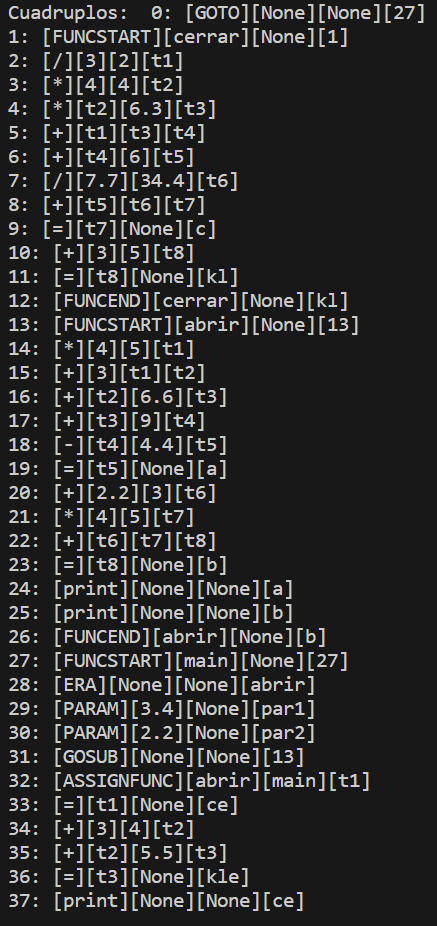 Cuadruplos:  0: [GOTO][None][None][27]
1: [FUNCSTART][cerrar][None][1]
2: [/][3][2][t1]
3: [*][4][4][t2]
4: [*][t2][6.3][t3]
5: [+][t1][t3][t4]
6: [+][t4][6][t5]
7: [/][7.7][34.4][t6]
8: [+][t5][t6][t7]
9: [=][t7][None][c]
10: [+][3][5][t8]
11: [=][t8][None][kl]
12: [FUNCEND][cerrar][None][kl]
13: [FUNCSTART][abrir][None][13]
14: [*][4][5][t1]
15: [+][3][t1][t2]
16: [+][t2][6.6][t3]
17: [+][t3][9][t4]
18: [-][t4][4.4][t5]
19: [=][t5][None][a]
20: [+][2.2][3][t6]
21: [*][4][5][t7]
22: [+][t6][t7][t8]
23: [=][t8][None][b]
24: [print][None][None][a]
25: [print][None][None][b]
26: [FUNCEND][abrir][None][b]
27: [FUNCSTART][main][None][27]
28: [ERA][None][None][abrir]
29: [PARAM][3.4][None][par1]
30: [PARAM][2.2][None][par2]
31: [GOSUB][None][None][13]
32: [ASSIGNFUNC][abrir][main][t1]
33: [=][t1][None][ce]
34: [+][3][4][t2]
35: [+][t2][5.5][t3]
36: [=][t3][None][kle]
37: [print][None][None][ce]